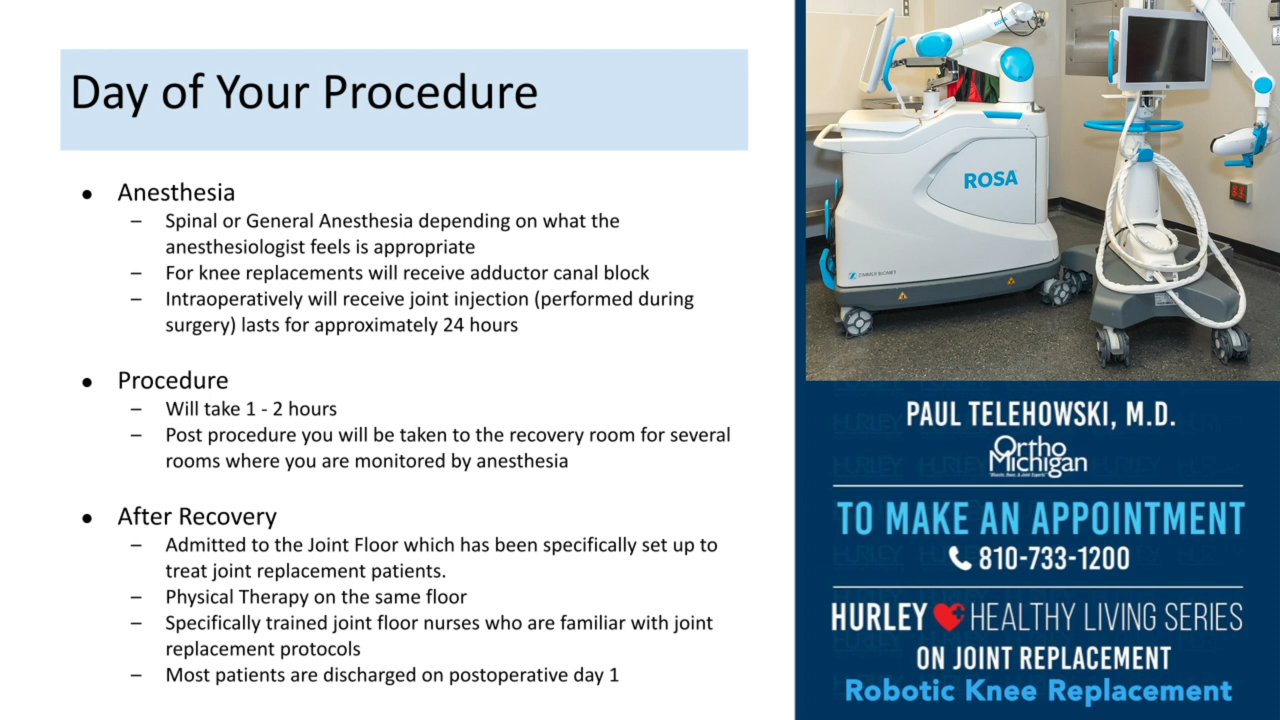 Day of Your Procedure
● Anesthesia
– Spinal or General Anesthesia depending on what the
anesthesiologist feels is appropriate
– For knee replacements will receive adductor canal block
– Intraoperatively will receive joint injection (performed during
surgery) lasts for approximately 24 hours
● Procedure
– Will take 1 - 2 hours
– Post procedure you will be taken to the recovery room for several
rooms where you are monitored by anesthesia
● After Recovery
– Admitted to the Joint Floor which has been specifically set up to
treat joint replacement patients.
– Physical Therapy on the same floor
– Specifically trained joint floor nurses who are familiar with joint
replacement protocols
– Most patients are discharged on postoperative day 1
ROSA
ROSA
ZIMMER BIOMET
PAUL TELEHOWSKI, M.D.
Ortho
Michigan
TO MAKE AN APPOINTMENT
810-733-1200
HURLEY HEALTHY LIVING SERIES
ON JOINT REPLACEMENT
Robotic Knee Replacement